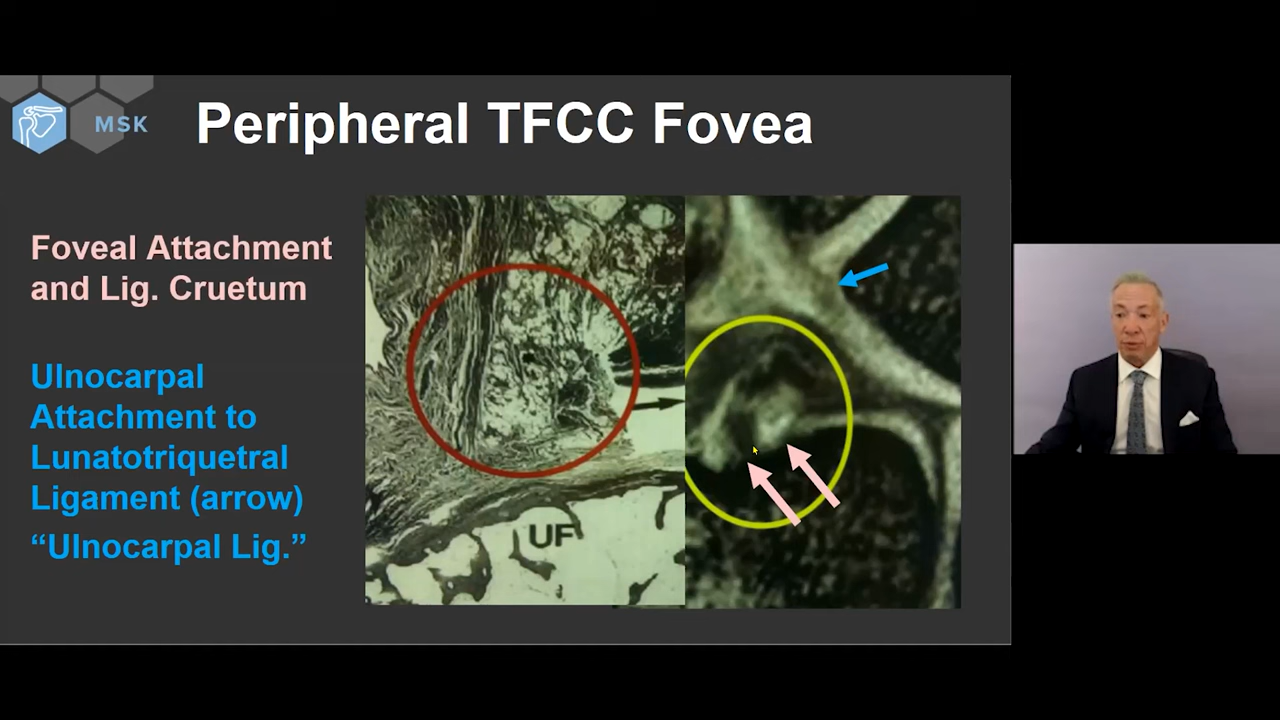 MSK
Peripheral TFCC Fovea
Foveal Attachment
and Lig. Cruetum
Ulnocarpal
Attachment to
Lunatotriquetral
Ligament (arrow)
“Ulnocarpal Lig.”
UF